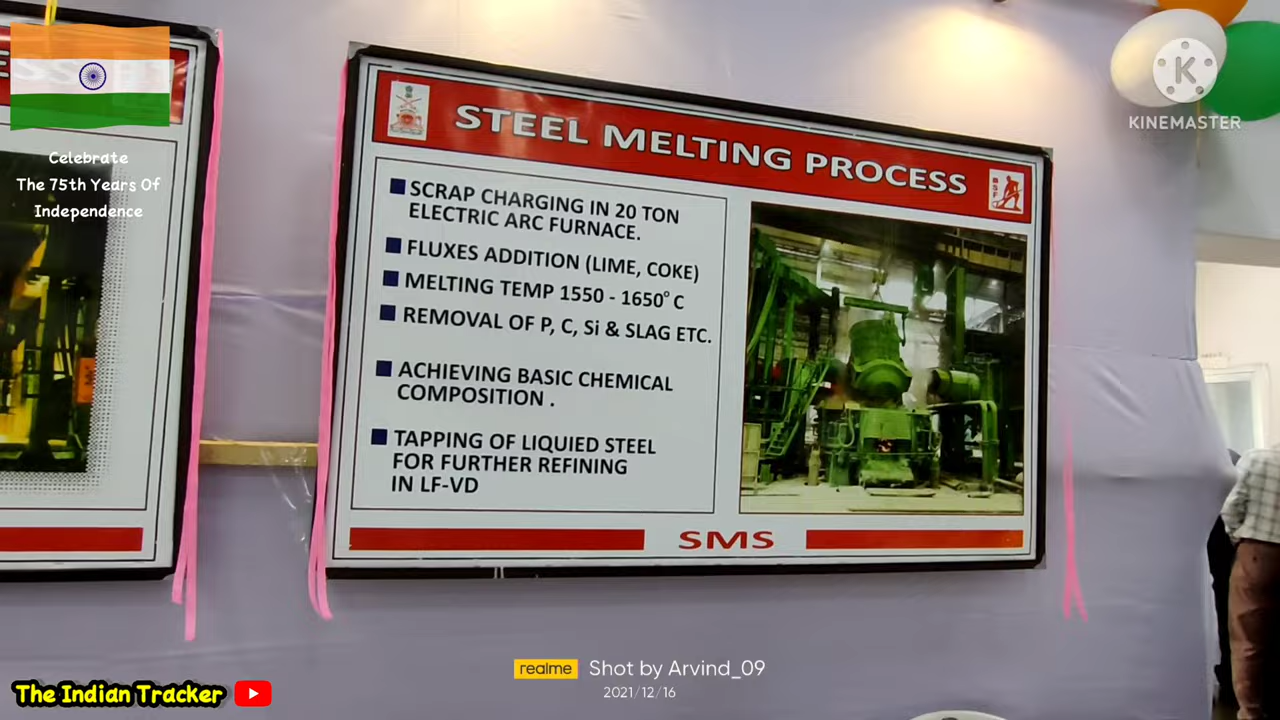 Celebrate
The 75th Years Of
Independence
KINEMASTER
STEEL MELTING PROCESS
MSF
SCRAP CHARGING IN 20 TON
ELECTRIC ARC FURNACE.
FLUXES ADDITION (LIME, COKE)
MELTING TEMP 1550 - 1650° C
REMOVAL OF P, C, Si & SLAG ETC.
ACHIEVING BASIC CHEMICAL
COMPOSITION .
TAPPING OF LIQUIED STEEL
FOR FURTHER REFINING
IN LF-VD
SMS
realme Shot by Arvind_09
2021/12/16
The Indian Tracker